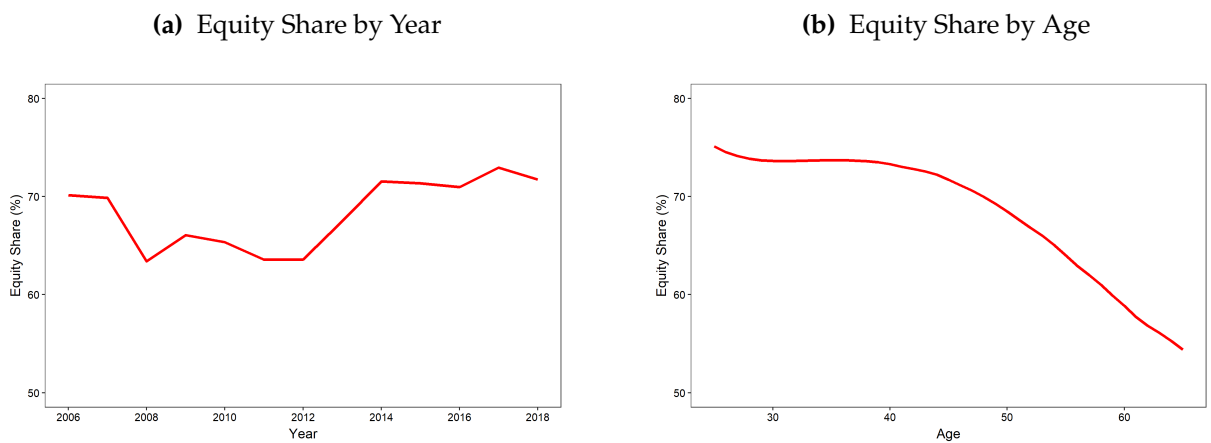 (a) Equity Share by Year
80
70
60
50
Equity Share (%)
2006 2008 2010 2012 2014 2016 2018
Year
(b) Equity Share by Age
80
70
60
50
Equity Share (%)
30 40 50 60
Age